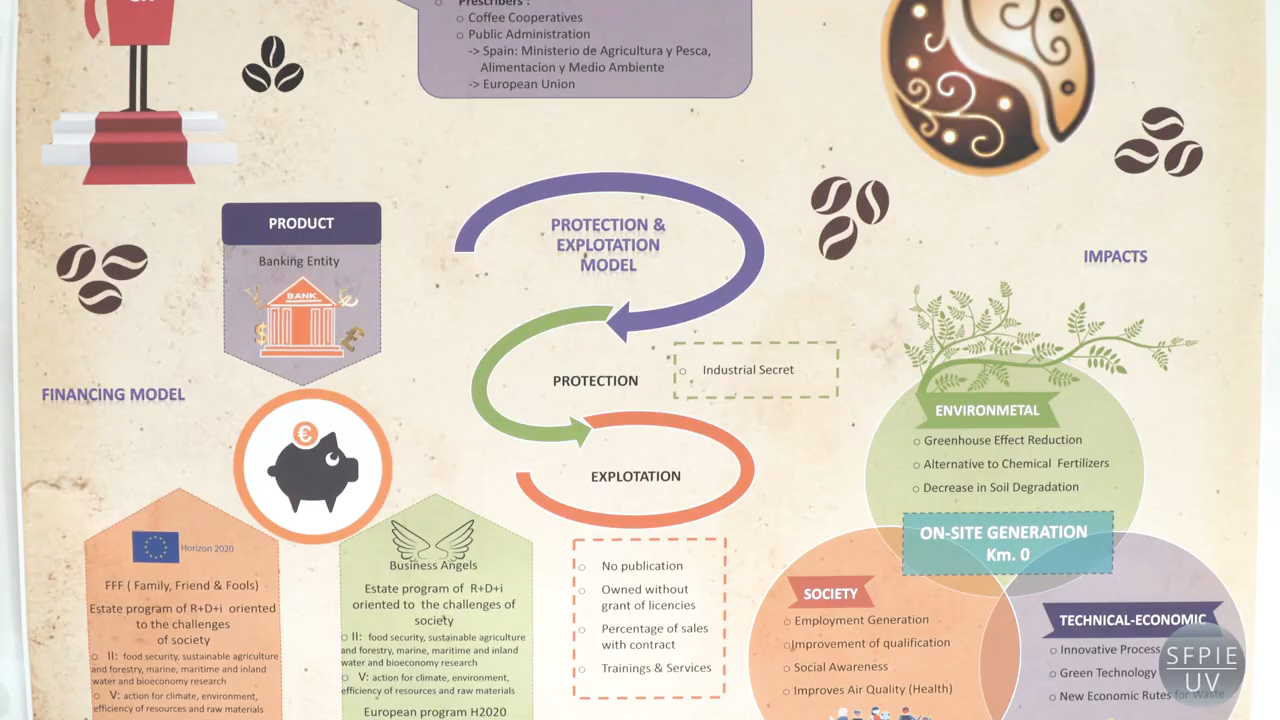 Prescribers :
o Coffee Cooperatives
o Public Administration
-> Spain: Ministerio de Agricultura y Pesca,
Alimentacion y Medio Ambiente
-> European Union
PRODUCT
Banking Entity
BANK
FINANCING MODEL
€
Horizon 2020
FFF ( Family, Friend & Fools)
Estate program of R+D+i oriented
to the challenges
of society
o II: food security, sustainable agriculture
and forestry, marine, maritime and inland
water and bioeconomy research
o V: action for climate, environment,
efficiency of resources and raw materials
Business Angels
Estate program of R+D+i
oriented to the challenges of
society
o II: food security, sustainable agriculture
and forestry, marine, maritime and inland
water and bioeconomy research
o V: action for climate, environment,
efficiency of resources and raw materials
European program H2020
PROTECTION &
EXPLOTATION
MODEL
PROTECTION
o Industrial Secret
EXPLOTATION
o No publication
o Owned without
grant of licencies
o Percentage of sales
with contract
o Trainings & Services
IMPACTS
ENVIRONMETAL
o Greenhouse Effect Reduction
o Alternative to Chemical Fertilizers
o Decrease in Soil Degradation
ON-SITE GENERATION
Km. 0
SOCIETY
o Employment Generation
o Improvement of qualification
o Social Awareness
o Improves Air Quality (Health)
TECHNICAL-ECONOMIC
o Innovative Process
o Green Technology
o New Economic Rutes for Waste
SFPIE
UV